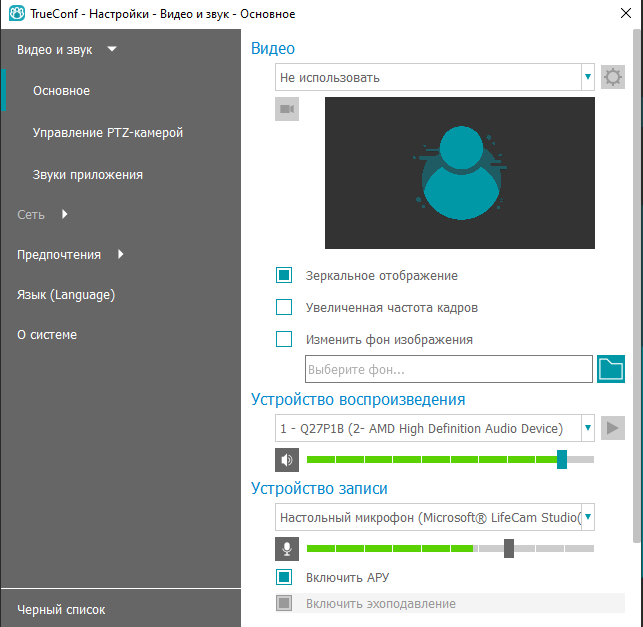 TrueConf - Настройки - Видео и звук - Основное
Видео и звук
Основное
Управление PTZ-камерой
Звуки приложения
Сеть
Предпочтения
Язык (Language)
О системе
Черный список
Видео
Не использовать
Зеркальное отображение
Увеличенная частота кадров
Изменить фон изображения
Выберите фон...
Устройство воспроизведения
1 - Q27P1B (2- AMD High Definition Audio Device)
Устройство записи
Настольный микрофон (Microsoft® LifeCam Studio(
Включить АРУ
Включить эхоподавление